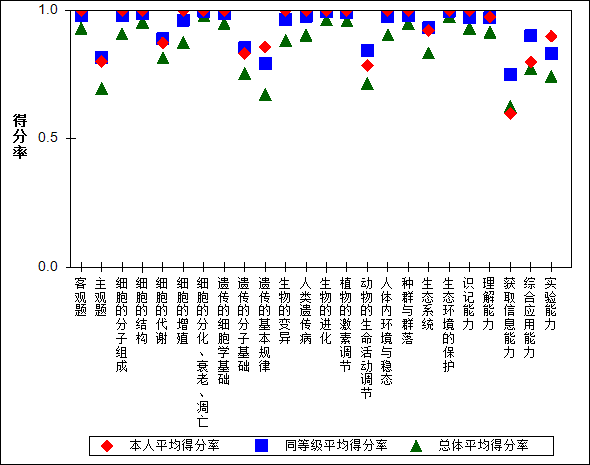 1.0
得分率
0.5
0.0
客观题
主观题
细胞的分子组成
细胞的结构
细胞的代谢
细胞的增殖
细胞的分化、衰老、凋亡
遗传的细胞学基础
遗传的分子基础
遗传的基本规律
生物的变异
人类遗传病
生物的进化
植物的激素调节
动物的生命活动调节
人体内环境与稳态
种群与群落
生态系统
生态环境的保护
识记能力
理解能力
获取信息能力
综合应用能力
实验能力
本人平均得分率 同等级平均得分率 总体平均得分率